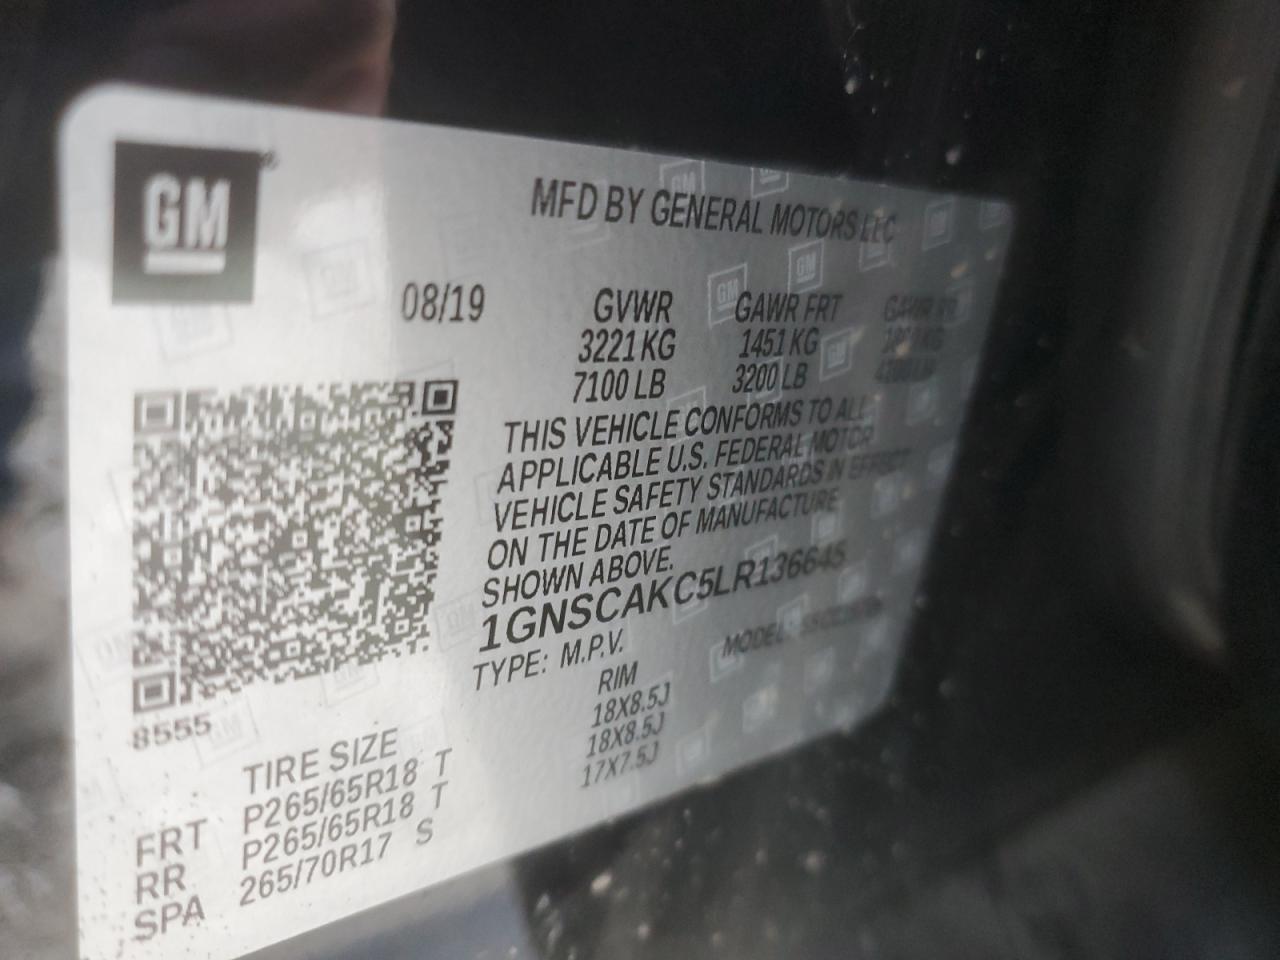 GM
MFD BY GENERAL MOTORS LLC
08/19 GVWR GAWR FRT GAWR
3221KG 1451KG KG
7100 LB 3200 LB
THIS VEHICLE CONFORMS TO ALL
APPLICABLE U.S. FEDERAL MOTOR
VEHICLE SAFETY STANDARDS IN EFFECT
ON THE DATE OF MANUFACTURE
SHOWN ABOVE.
1GNSCAKC5LR136645
TYPE: M.P.V. MODEL:
8555
TIRE SIZE RIM
FRT P265/65R18 T 18X8.5J
RR P265/65R18 T 18X8.5J
SPA 265/70R17 S 17X7.5J